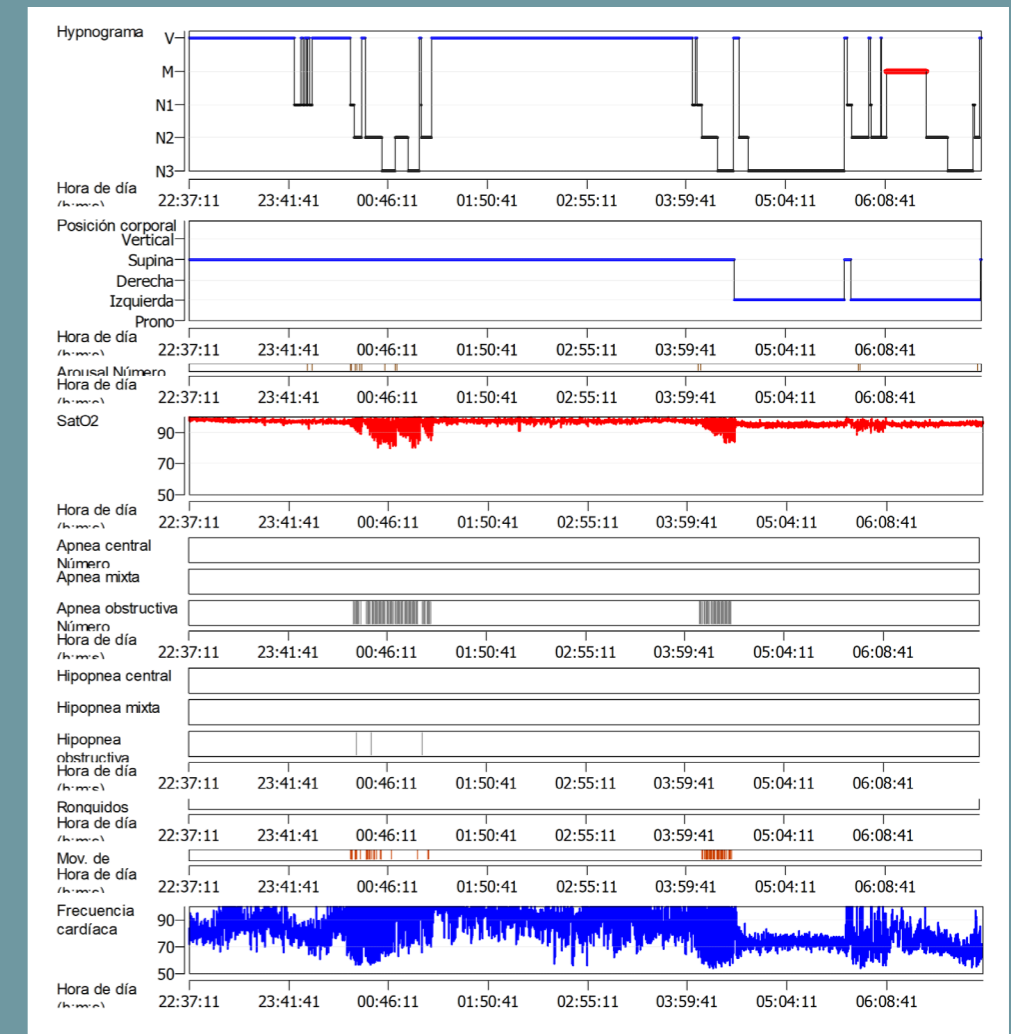 Hypnograma
V
M
N1
N2
N3
Hora de día
22:37:11 23:41:41 00:46:11 01:50:41 02:55:11 03:59:41 05:04:11 06:08:41
Posición corporal
Vertical
Supina
Derecha
Izquierda
Prono
Hora de día
22:37:11 23:41:41 00:46:11 01:50:41 02:55:11 03:59:41 05:04:11 06:08:41
Arousal Número
Hora de día
22:37:11 23:41:41 00:46:11 01:50:41 02:55:11 03:59:41 05:04:11 06:08:41
SatO2
90
70
50
Hora de día
22:37:11 23:41:41 00:46:11 01:50:41 02:55:11 03:59:41 05:04:11 06:08:41
Apnea central
Número
Apnea mixta
Apnea obstructiva
Número
Hora de día
22:37:11 23:41:41 00:46:11 01:50:41 02:55:11 03:59:41 05:04:11 06:08:41
Hipopnea central
Hipopnea mixta
Hipopnea
obstructiva
Hora de día
22:37:11 23:41:41 00:46:11 01:50:41 02:55:11 03:59:41 05:04:11 06:08:41
Ronquidos
Hora de día
22:37:11 23:41:41 00:46:11 01:50:41 02:55:11 03:59:41 05:04:11 06:08:41
Mov. de
Hora de día
22:37:11 23:41:41 00:46:11 01:50:41 02:55:11 03:59:41 05:04:11 06:08:41
Frecuencia
cardíaca
90
70
50
Hora de día
22:37:11 23:41:41 00:46:11 01:50:41 02:55:11 03:59:41 05:04:11 06:08:41